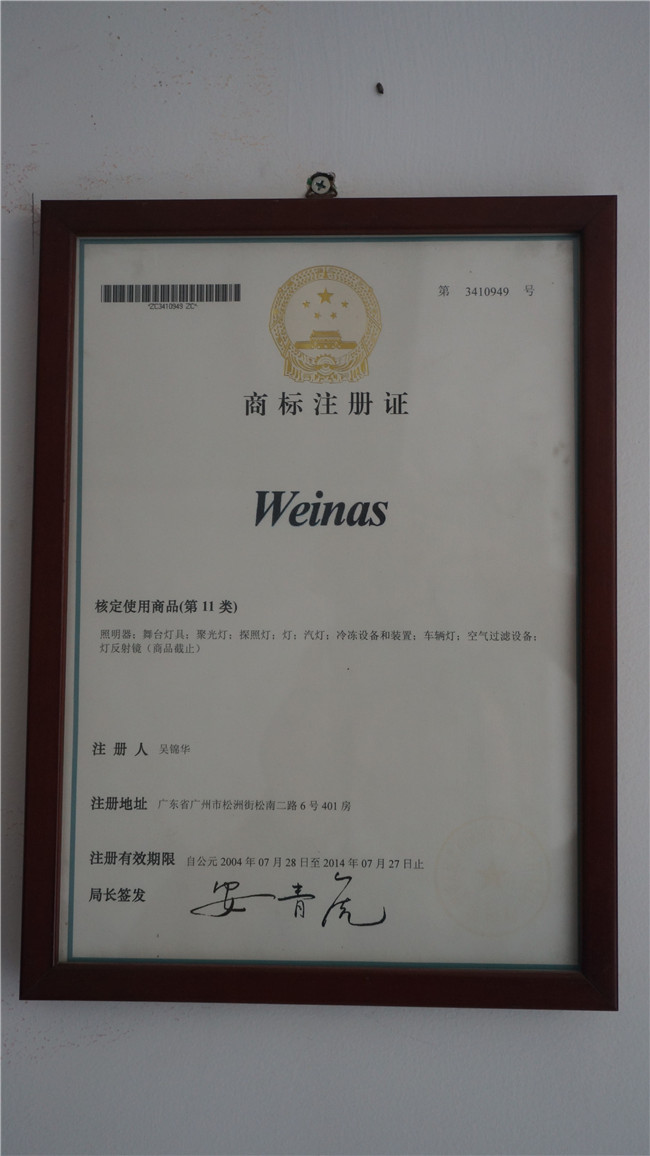 第 3410949 号
*ZC3410949 ZC*
商标注册证
Weinas
核定使用商品(第 11 类)
照明器；舞台灯具；聚光灯；探照灯；灯；汽灯；冷冻设备和装置；车辆灯；空气过滤设备；
灯反射镜（商品截止）
注 册 人 吴锦华
注册地址 广东省广州市松洲街松南二路 6 号 401 房
注册有效期限 自公元 2004 年 07 月 28 日至 2014 年 07 月 27 日止
局长签发 安青虎